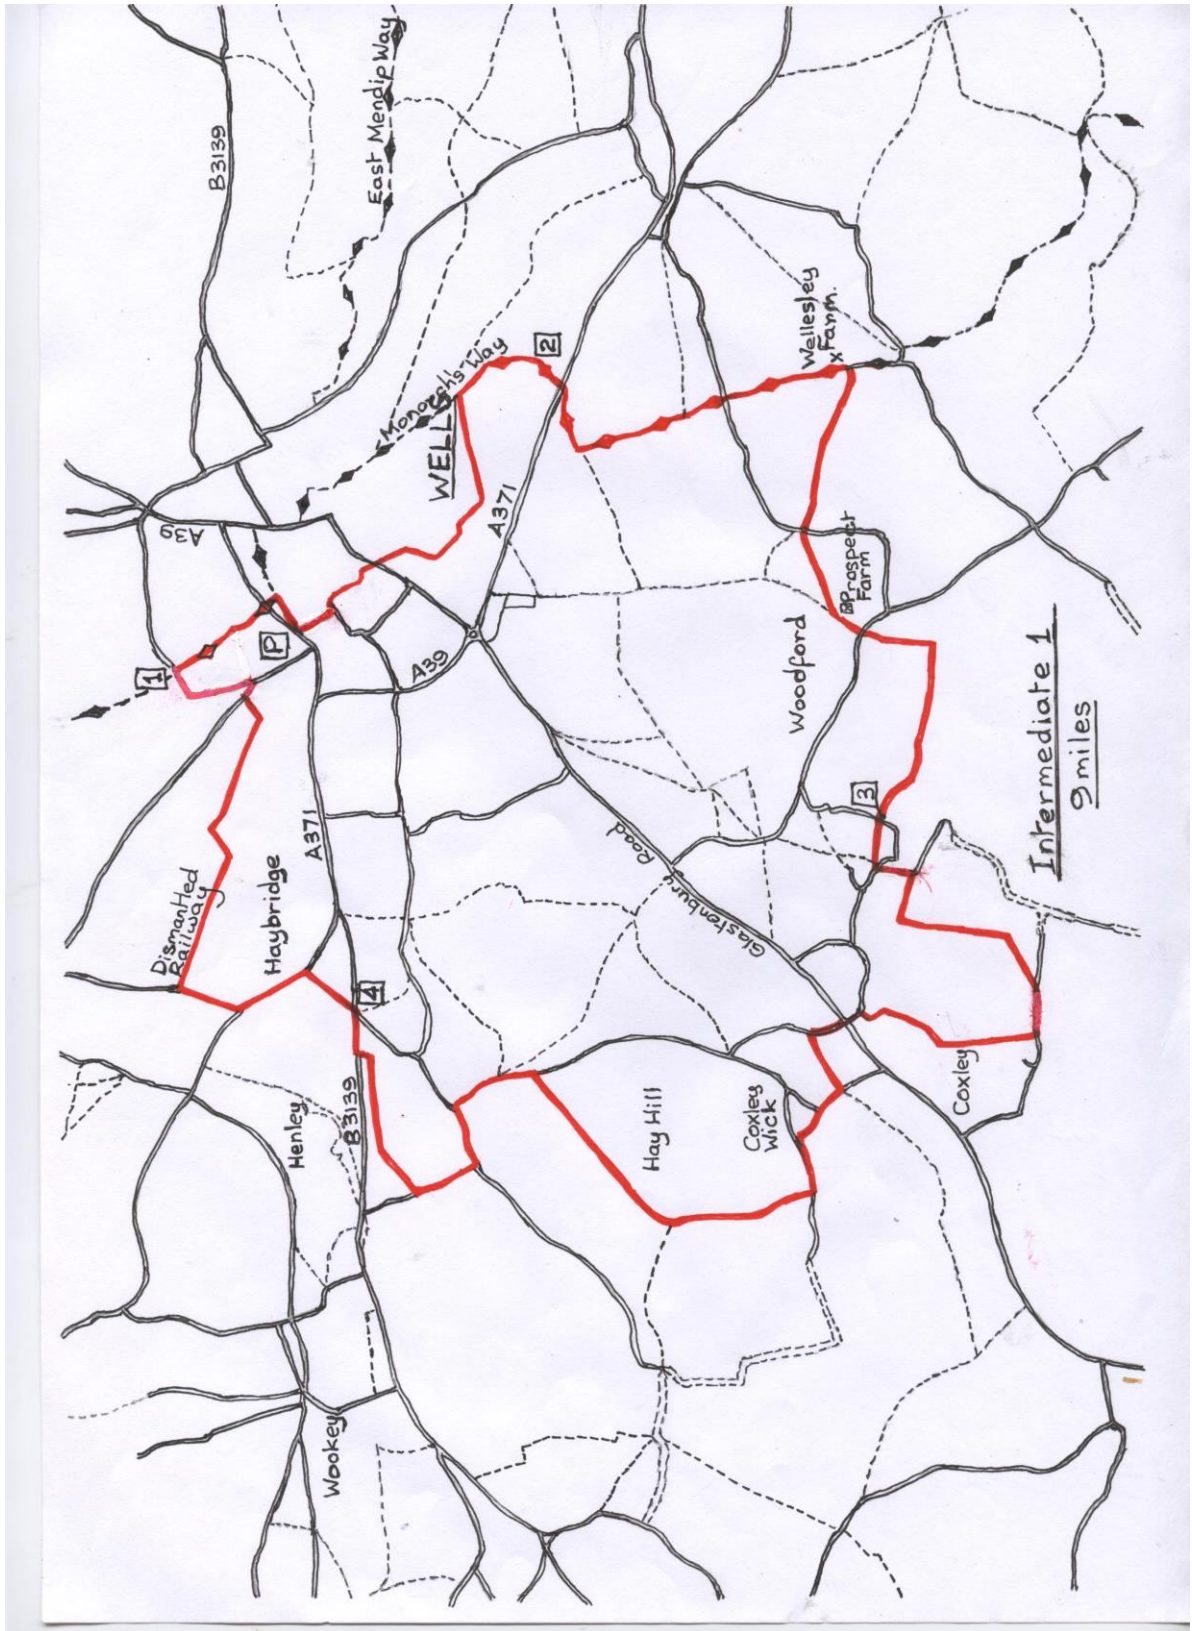 1
Dismantled
Railway
A39
B3139
Haybridge
P
Henley
A371
Wookey
B3139
4
East Mendip Way
A39
WELLS
Monarch's Way
A371
2
Glastenbury Road
Hay Hill
Coxley
Wick
Woodford
Wellesley
x Farm.
Prospect
Farm
3
Coxley
Intermediate 1
9 miles